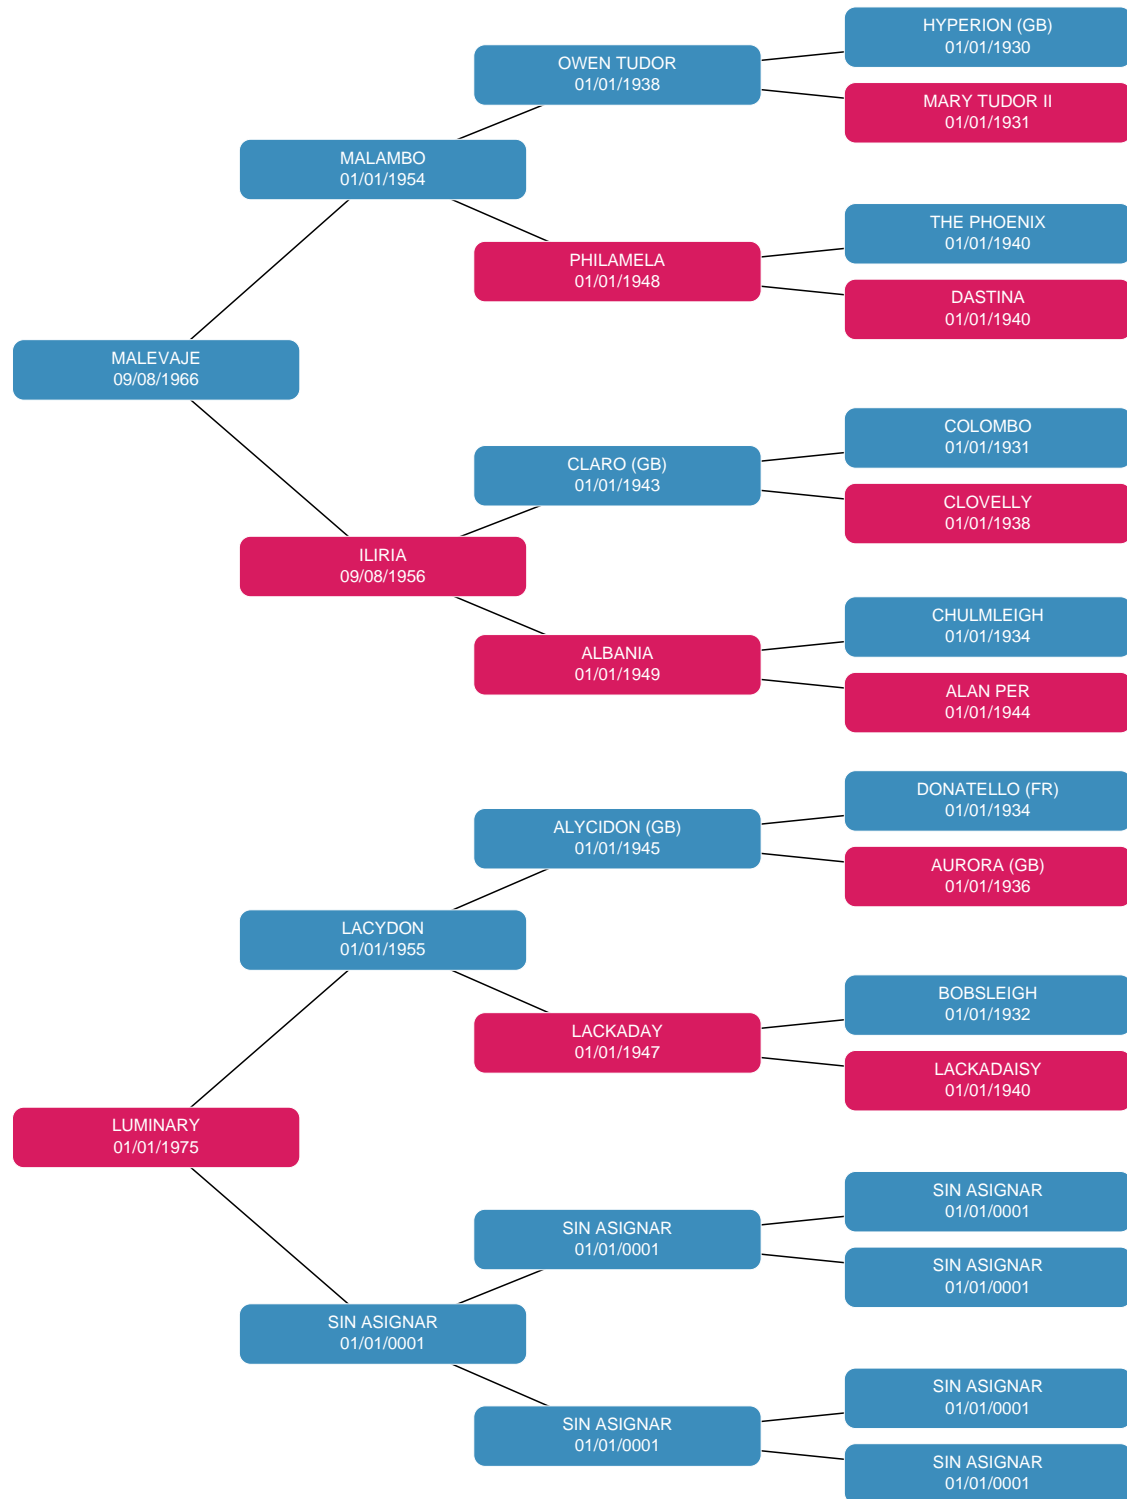 HYPERION (GB)
01/01/1930
OWEN TUDOR
01/01/1938
MARY TUDOR II
01/01/1931
MALAMBO
01/01/1954
THE PHOENIX
01/01/1940
PHILAMELA
01/01/1948
DASTINA
01/01/1940
MALEVAJE
09/08/1966
COLOMBO
01/01/1931
CLARO (GB)
01/01/1943
CLOVELLY
01/01/1938
ILIRIA
09/08/1956
CHULMLEIGH
01/01/1934
ALBANIA
01/01/1949
ALAN PER
01/01/1944
DONATELLO (FR)
01/01/1934
ALYCIDON (GB)
01/01/1945
AURORA (GB)
01/01/1936
LACYDON
01/01/1955
BOBSLEIGH
01/01/1932
LACKADAY
01/01/1947
LACKADAISY
01/01/1940
LUMINARY
01/01/1975
SIN ASIGNAR
01/01/0001
SIN ASIGNAR
01/01/0001
SIN ASIGNAR
01/01/0001
SIN ASIGNAR
01/01/0001
SIN ASIGNAR
01/01/0001
SIN ASIGNAR
01/01/0001
SIN ASIGNAR
01/01/0001